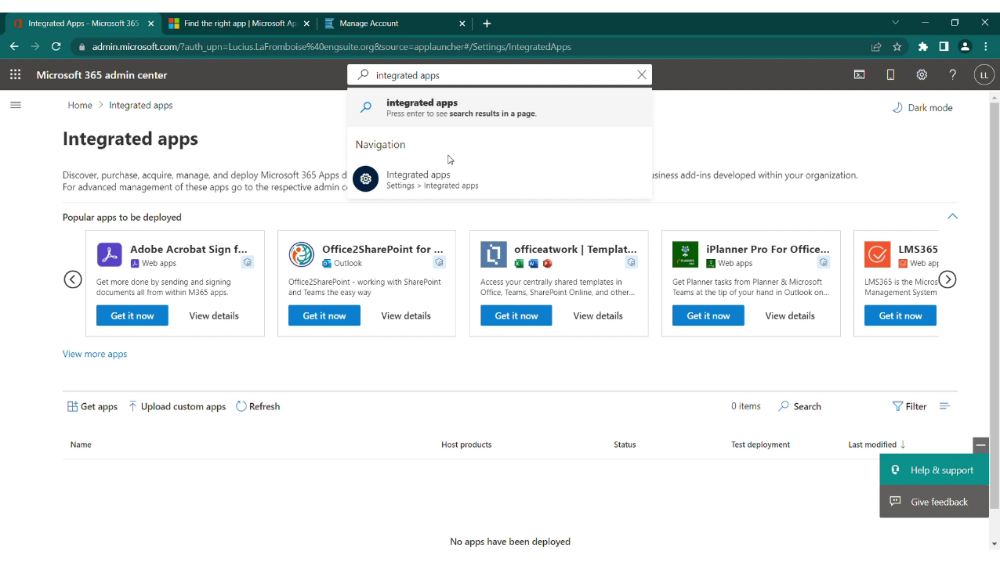 Integrated Apps - Microsoft 365
Find the right app | Microsoft Ap
Manage Account
admin.microsoft.com/?auth_upn=Lucius.LaFromboise%40engsuite.org&source=applauncher#/Settings/IntegratedApps
Microsoft 365 admin center
integrated apps
LL
integrated apps
Press enter to see search results in a page.
Navigation
Integrated apps
Settings > Integrated apps
Home > Integrated apps
Dark mode
Integrated apps
Discover, purchase, acquire, manage, and deploy Microsoft 365 Apps d
usiness add-ins developed within your organization.
For advanced management of these apps go to the respective admin c
Popular apps to be deployed
Adobe Acrobat Sign f...
Web apps
Get more done by sending and signing
documents all from within M365 apps.
Get it now View details
Office2SharePoint for ...
Outlook
Office2SharePoint - working with SharePoint
and Teams the easy way
Get it now View details
officeatwork | Templat...
Access your centrally shared templates in
Office, Teams, SharePoint Online, and other...
Get it now View details
iPlanner Pro For Office...
Web apps
Get Planner tasks from Planner & Microsoft
Teams at the tip of your hand in Outlook on...
Get it now View details
LMS365
Web app
LMS365 is the Micros
Management System
Get it now
View more apps
Get apps Upload custom apps Refresh
0 items Search Filter
Name Host products Status Test deployment Last modified ↓
Help & support
Give feedback
No apps have been deployed